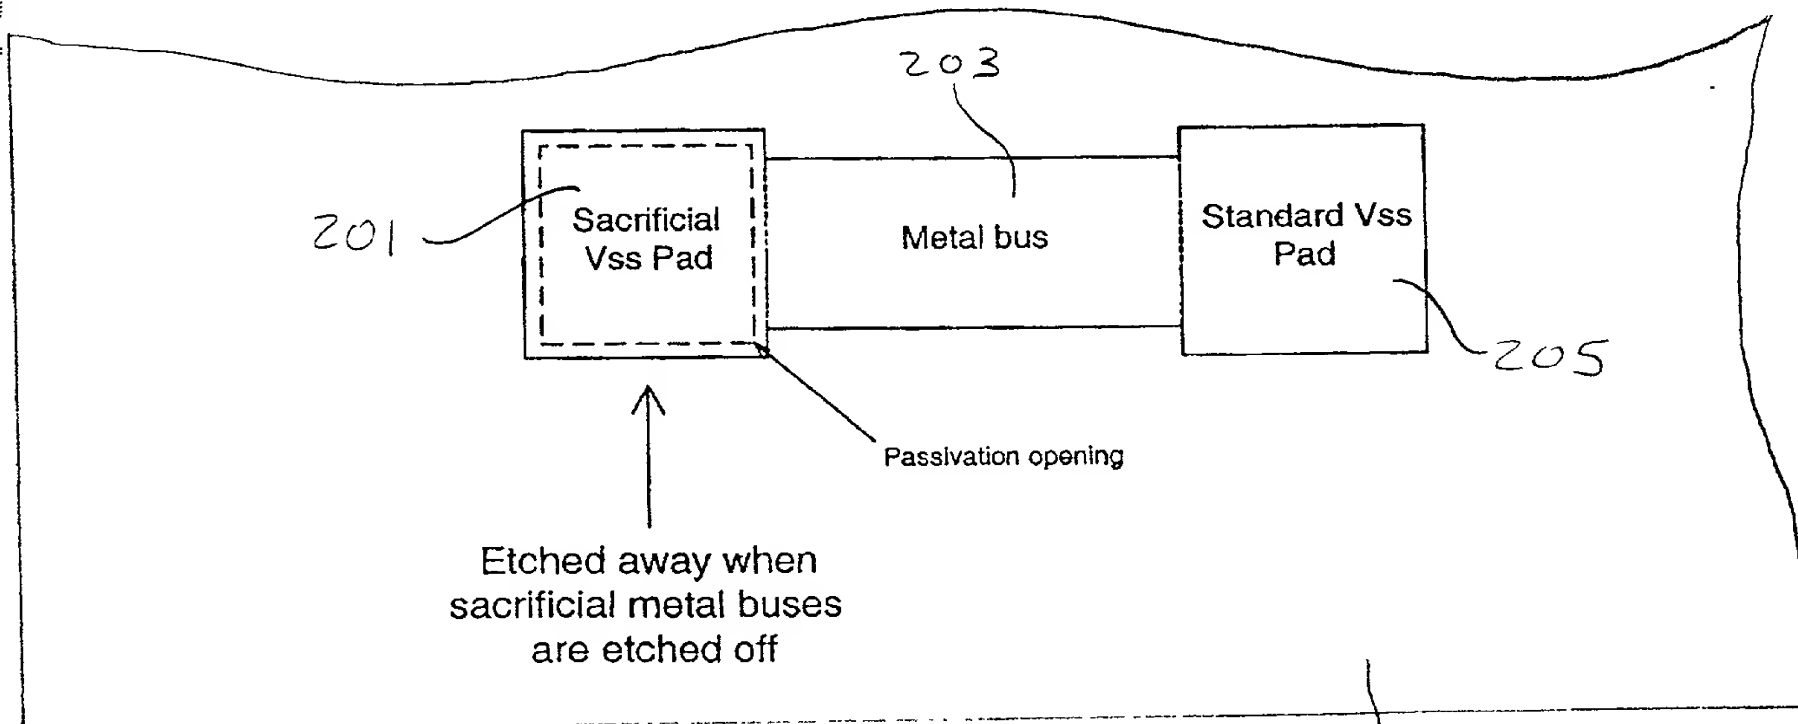 203
201
Sacrificial
Vss Pad
Metal bus
Standard Vss
Pad
205
Passivation opening
Etched away when
sacrificial metal buses
are etched off